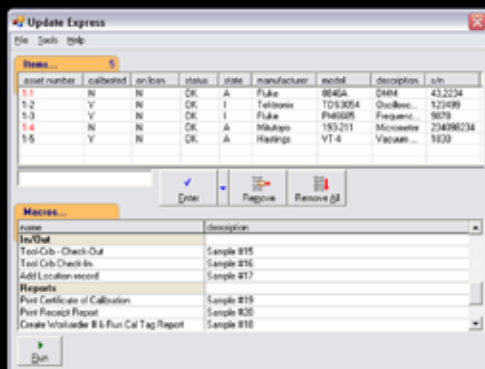 Update Express
File Tools Help
Items... 5
asset number calibrated on loan status state manufacturer model description s/n
1-1 N N OK A Fluke 8846A DMM 43,2234
1-2 Y N OK I Tektronix TDS3054 Oscilloc... 123499
1-3 Y N OK I Fluke PM6685 Frequenc... 9878
1-4 N N OK A Mitutoyo 193-211 Micrometer 234098234
1-5 Y N OK A Hastings VT-4 Vacuum ... 1830
Enter Remove Remove All
Macros...
name description
In/Out
Tool-Crib - Check-Out Sample #15
Tool Crib Check-In Sample #16
Add Location record Sample #17
Reports
Print Certificate of Calibration Sample #19
Print Receipt Report Sample #20
Create Workorder # & Run Cal Tag Report Sample #18
Run